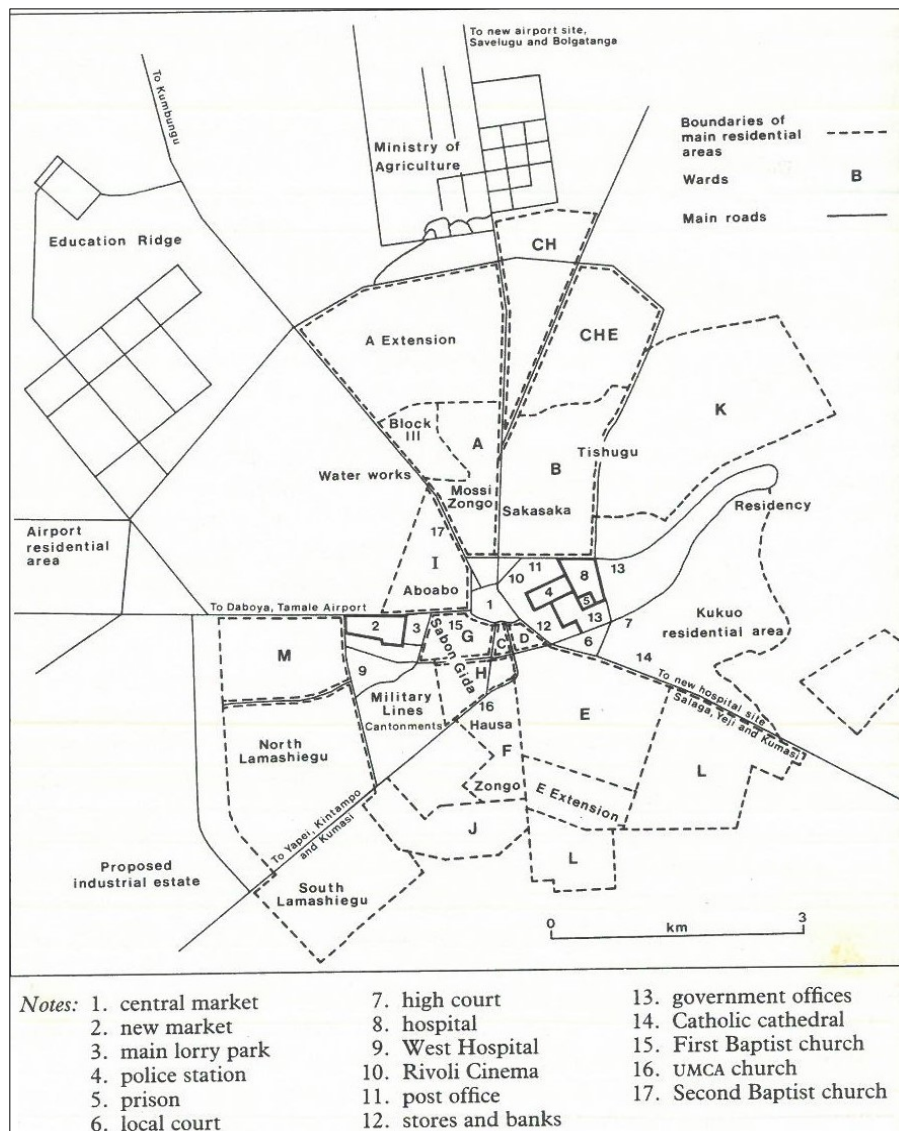 To new airport site,
Savelugu and Bolgatanga
To Kumbungu
Boundaries of
main residential
areas
Wards B
Main roads
Ministry of
Agriculture
Education Ridge
CH
A Extension
CHE
K
Block
III
A
B
Tishugu
Water works
Mossi
Zongo
Sakasaka
Residency
Airport
residential
area
17
I
Aboabo
10
11
8
13
4
5
13
To Daboya, Tamale Airport
1
2
3
15
G
C
D
12
6
7
Kukuo
residential area
Sabon Gida
M
9
H
14
To new hospital site
Salaga, Yeji and Kumasi
Military
Lines
Cantonments
16
Hausa
E
North
Lamashiegu
F
Zongo
E Extension
L
J
L
To Yapei, Kintampo
and Kumasi
Proposed
industrial estate
South
Lamashiegu
0 3
km
Notes: 1. central market
2. new market
3. main lorry park
4. police station
5. prison
6. local court
7. high court
8. hospital
9. West Hospital
10. Rivoli Cinema
11. post office
12. stores and banks
13. government offices
14. Catholic cathedral
15. First Baptist church
16. UMCA church
17. Second Baptist church